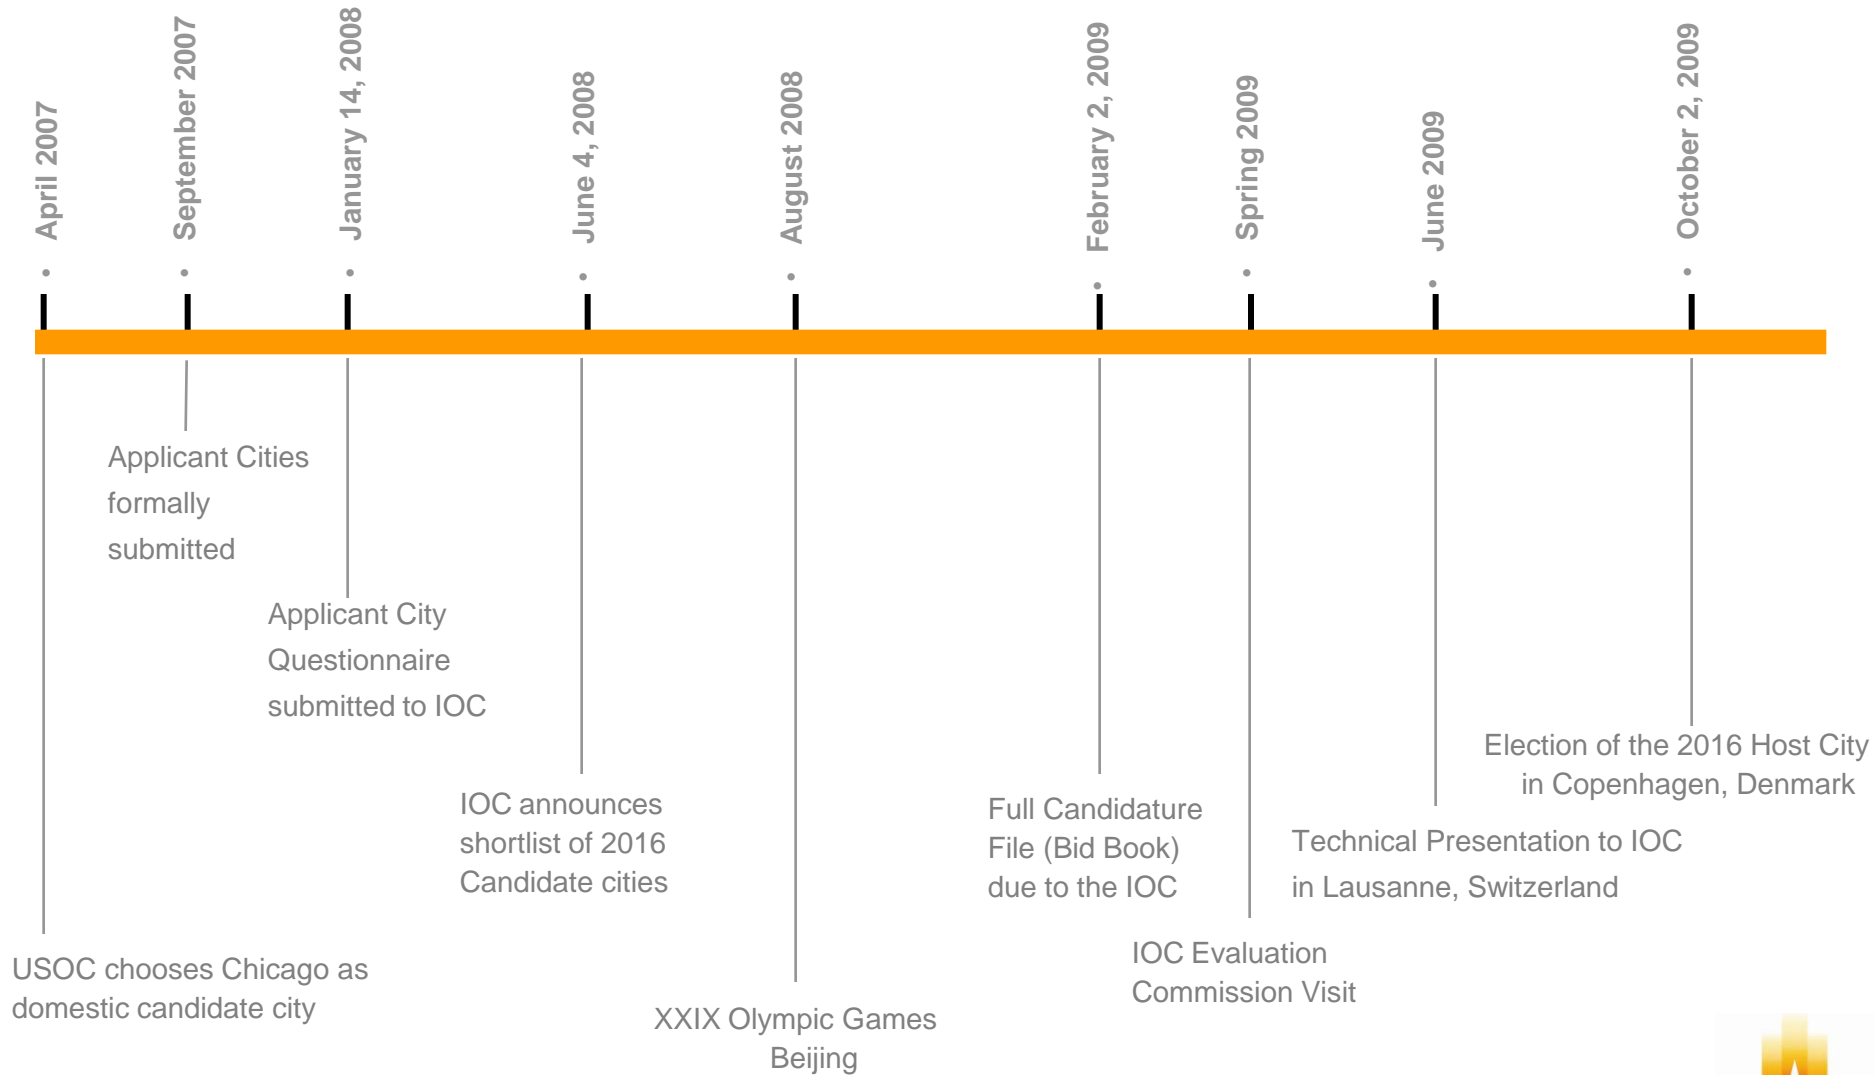 April 2007
September 2007
January 14, 2008
June 4, 2008
August 2008
February 2, 2009
Spring 2009
June 2009
October 2, 2009
USOC chooses Chicago as
domestic candidate city
Applicant Cities
formally
submitted
Applicant City
Questionnaire
submitted to IOC
IOC announces
shortlist of 2016
Candidate cities
XXIX Olympic Games
Beijing
Full Candidature
File (Bid Book)
due to the IOC
IOC Evaluation
Commission Visit
Technical Presentation to IOC
in Lausanne, Switzerland
Election of the 2016 Host City
in Copenhagen, Denmark